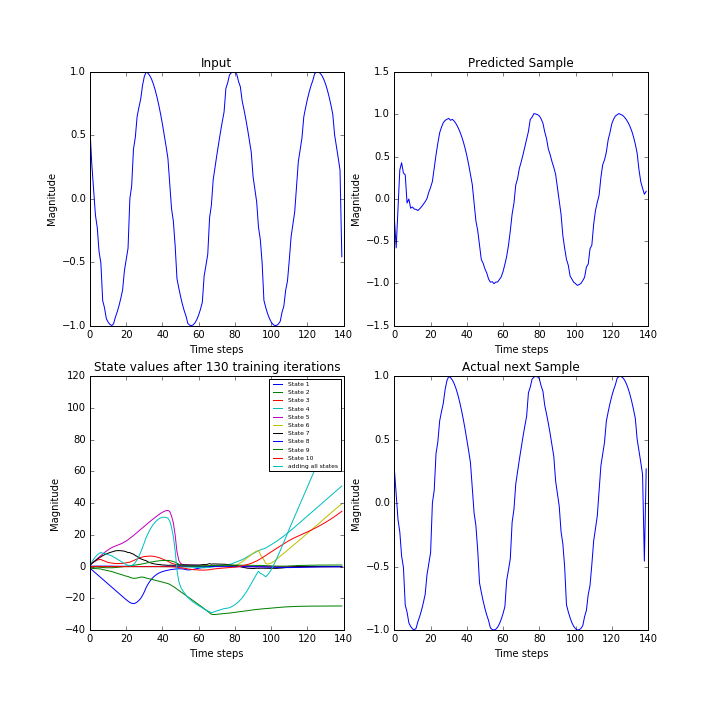 Input
1.0
0.5
0.0
−0.5
−1.0
Magnitude
0 20 40 60 80 100 120 140
Time steps
Predicted Sample
1.5
1.0
0.5
0.0
−0.5
−1.0
−1.5
Magnitude
0 20 40 60 80 100 120 140
Time steps
State values after 130 training iterations
120
100
80
60
40
20
0
−20
−40
Magnitude
State 1
State 2
State 3
State 4
State 5
State 6
State 7
State 8
State 9
State 10
adding all states
0 20 40 60 80 100 120 140
Time steps
Actual next Sample
1.0
0.5
0.0
−0.5
−1.0
Magnitude
0 20 40 60 80 100 120 140
Time steps